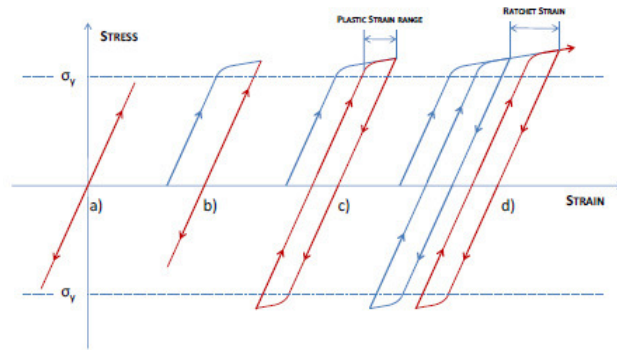 STRESS
PLASTIC STRAIN RANGE
RATCHET STRAIN
σy
a)
b)
c)
d)
STRAIN
σy